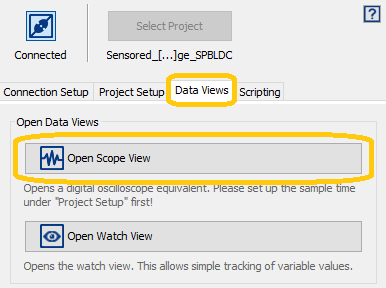 ?
Select Project
Connected
Sensored_[...]ge_SPBLDC
Connection Setup Project Setup Data Views Scripting
Open Data Views
Open Scope View
Opens a digital oscilloscope equivalent. Please set up the sample time
under "Project Setup" first!
Open Watch View
Opens the watch view. This allows simple tracking of variable values.